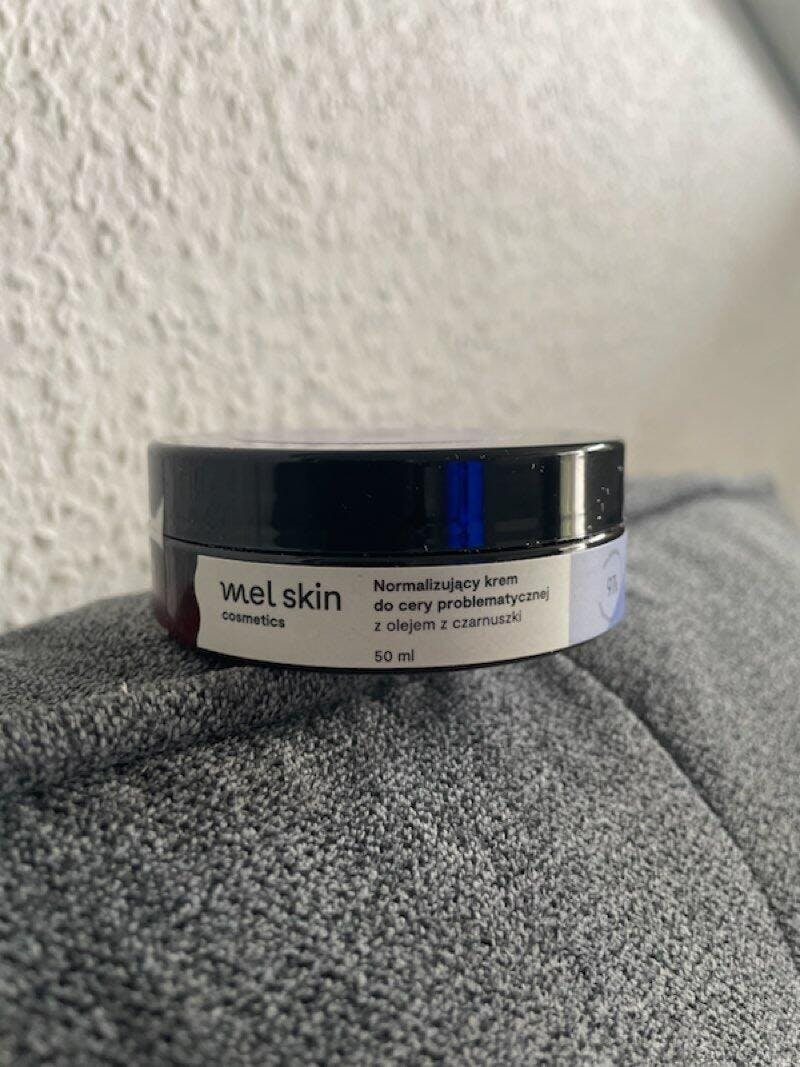 mel skin
cosmetics
Normalizujący krem
do cery problematycznej
z olejem z czarnuszki
50 ml